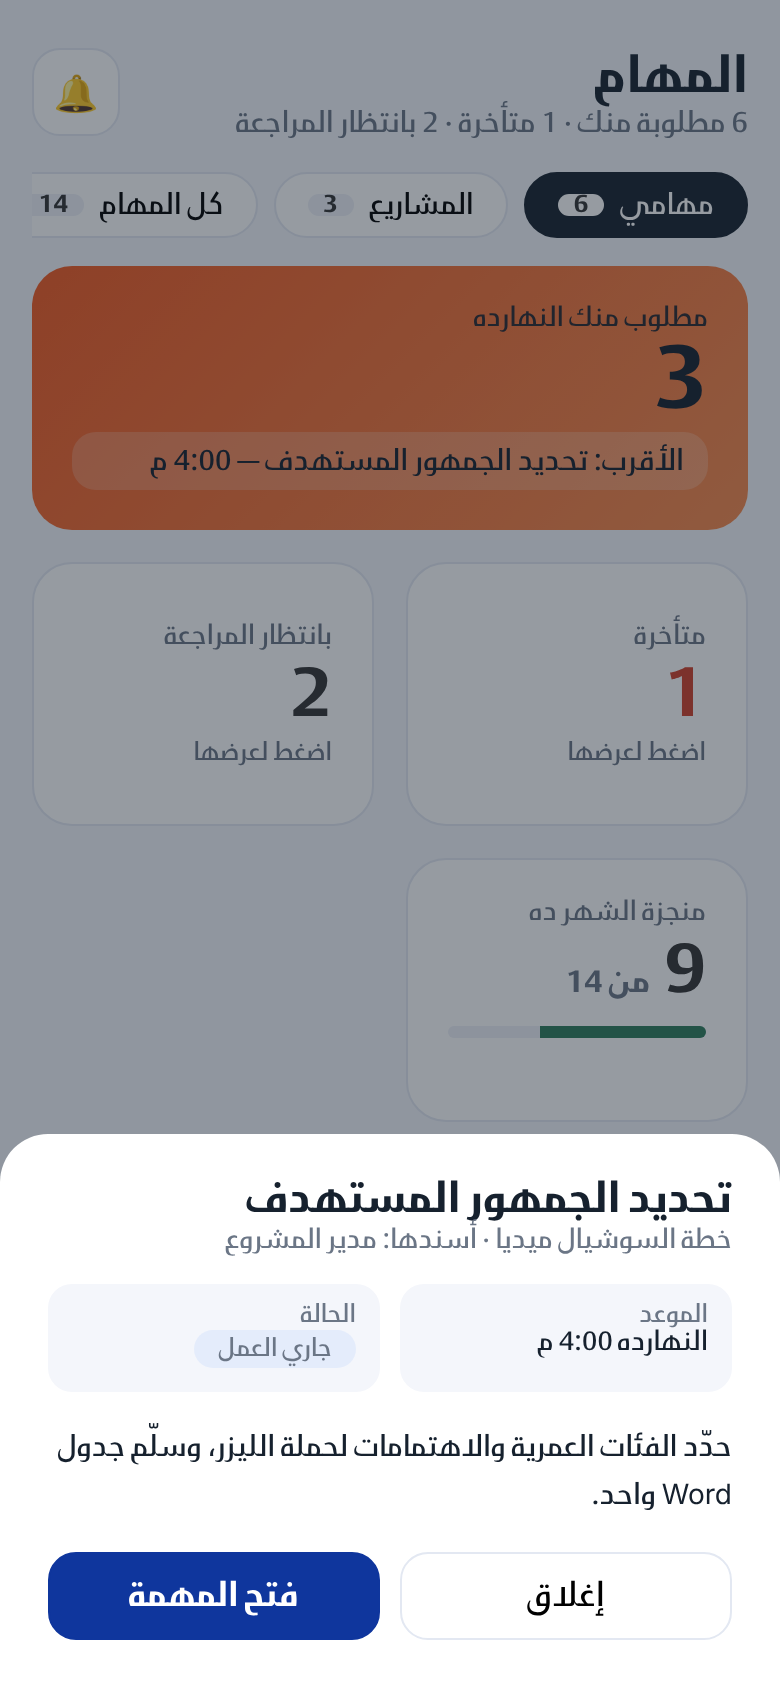 المهام
6 مطلوبة منك · 1 متأخرة · 2 بانتظار المراجعة
مهامي 6
المشاريع 3
كل المهام 14
مطلوب منك النهارده
3
الأقرب: تحديد الجمهور المستهدف — 4:00 م
متأخرة
1
اضغط لعرضها
بانتظار المراجعة
2
اضغط لعرضها
منجزة الشهر ده
9 من 14
تحديد الجمهور المستهدف
خطة السوشيال ميديا · أسندها: مدير المشروع
الموعد
النهارده 4:00 م
الحالة
جاري العمل
حدّد الفئات العمرية والاهتمامات لحملة الليزر، وسلّم جدول
Word واحد.
إغلاق
فتح المهمة